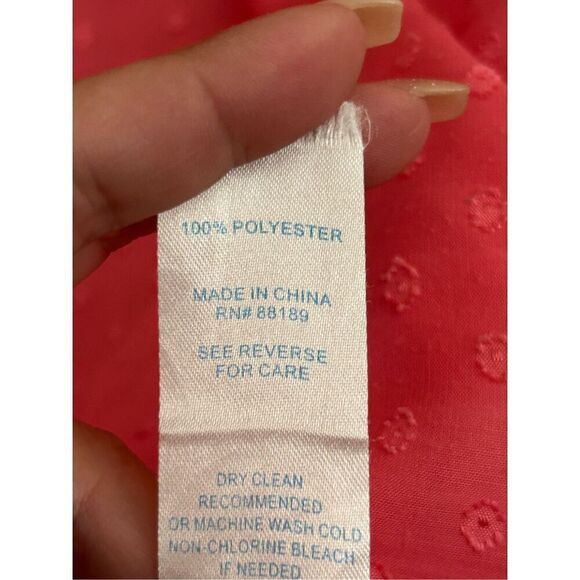 100% POLYESTER
MADE IN CHINA
RN# 88189
SEE REVERSE
FOR CARE
DRY CLEAN
RECOMMENDED
OR MACHINE WASH COLD
NON-CHLORINE BLEACH
IF NEEDED